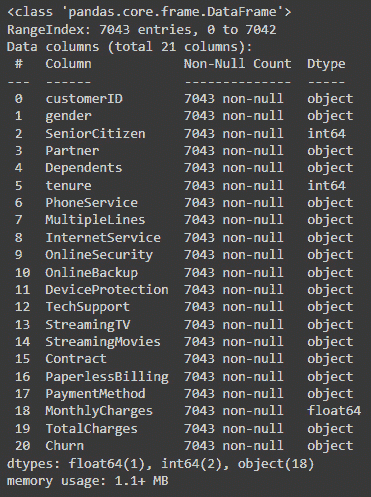 <class 'pandas.core.frame.DataFrame'>
RangeIndex: 7043 entries, 0 to 7042
Data columns (total 21 columns):
 #   Column            Non-Null Count  Dtype
---  ------            --------------  -----
 0   customerID        7043 non-null   object
 1   gender            7043 non-null   object
 2   SeniorCitizen     7043 non-null   int64
 3   Partner           7043 non-null   object
 4   Dependents        7043 non-null   object
 5   tenure            7043 non-null   int64
 6   PhoneService      7043 non-null   object
 7   MultipleLines     7043 non-null   object
 8   InternetService   7043 non-null   object
 9   OnlineSecurity    7043 non-null   object
 10  OnlineBackup      7043 non-null   object
 11  DeviceProtection  7043 non-null   object
 12  TechSupport       7043 non-null   object
 13  StreamingTV       7043 non-null   object
 14  StreamingMovies   7043 non-null   object
 15  Contract          7043 non-null   object
 16  PaperlessBilling  7043 non-null   object
 17  PaymentMethod     7043 non-null   object
 18  MonthlyCharges    7043 non-null   float64
 19  TotalCharges      7043 non-null   object
 20  Churn             7043 non-null   object
dtypes: float64(1), int64(2), object(18)
memory usage: 1.1+ MB